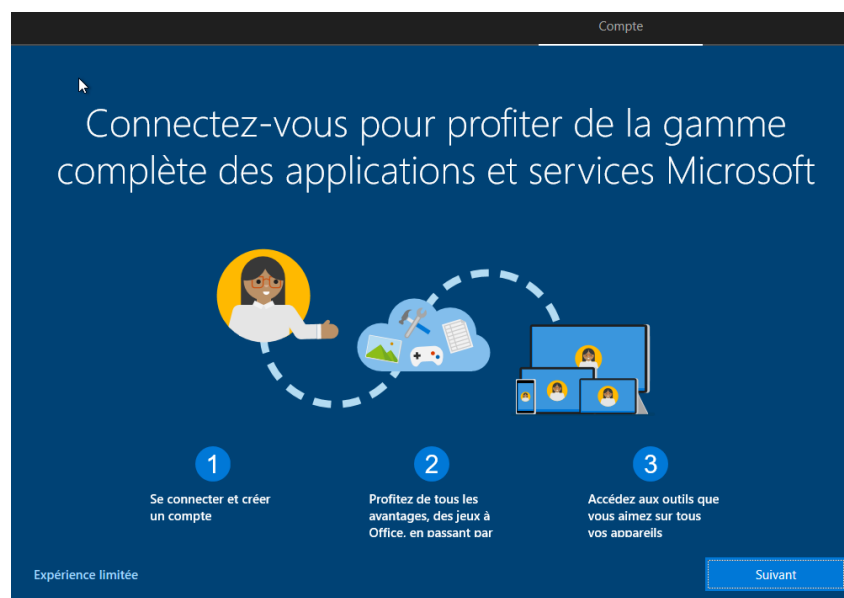 Compte
Connectez-vous pour profiter de la gamme
complète des applications et services Microsoft
1
Se connecter et créer
un compte
2
Profitez de tous les
avantages, des jeux à
Office, en passant par
3
Accédez aux outils que
vous aimez sur tous
vos appareils
Expérience limitée
Suivant